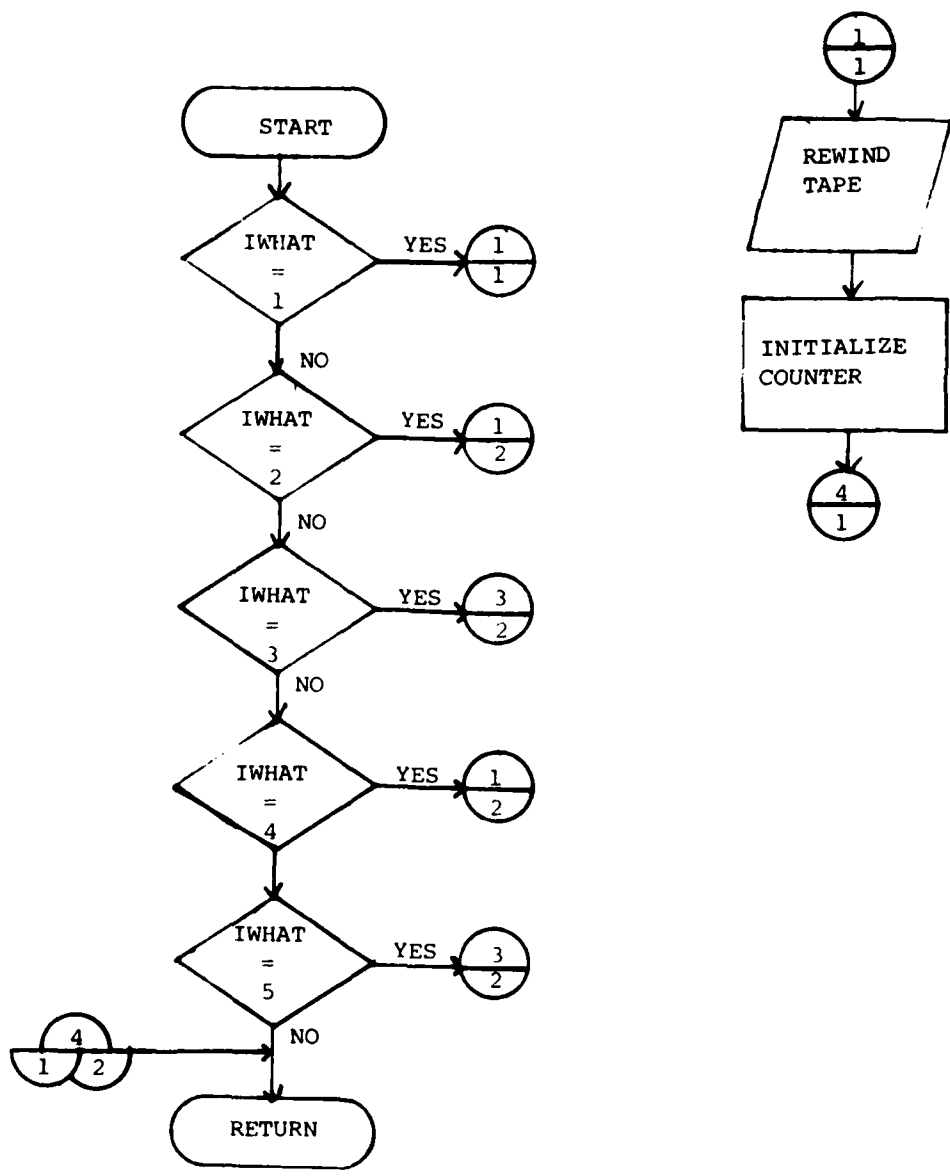 START
IWHAT
=
1
YES
1
1
NO
IWHAT
=
2
YES
1
2
NO
IWHAT
=
3
YES
3
2
NO
IWHAT
=
4
YES
1
2
IWHAT
=
5
YES
3
2
NO
4
1 2
RETURN
1
1
REWIND
TAPE
INITIALIZE
COUNTER
4
1